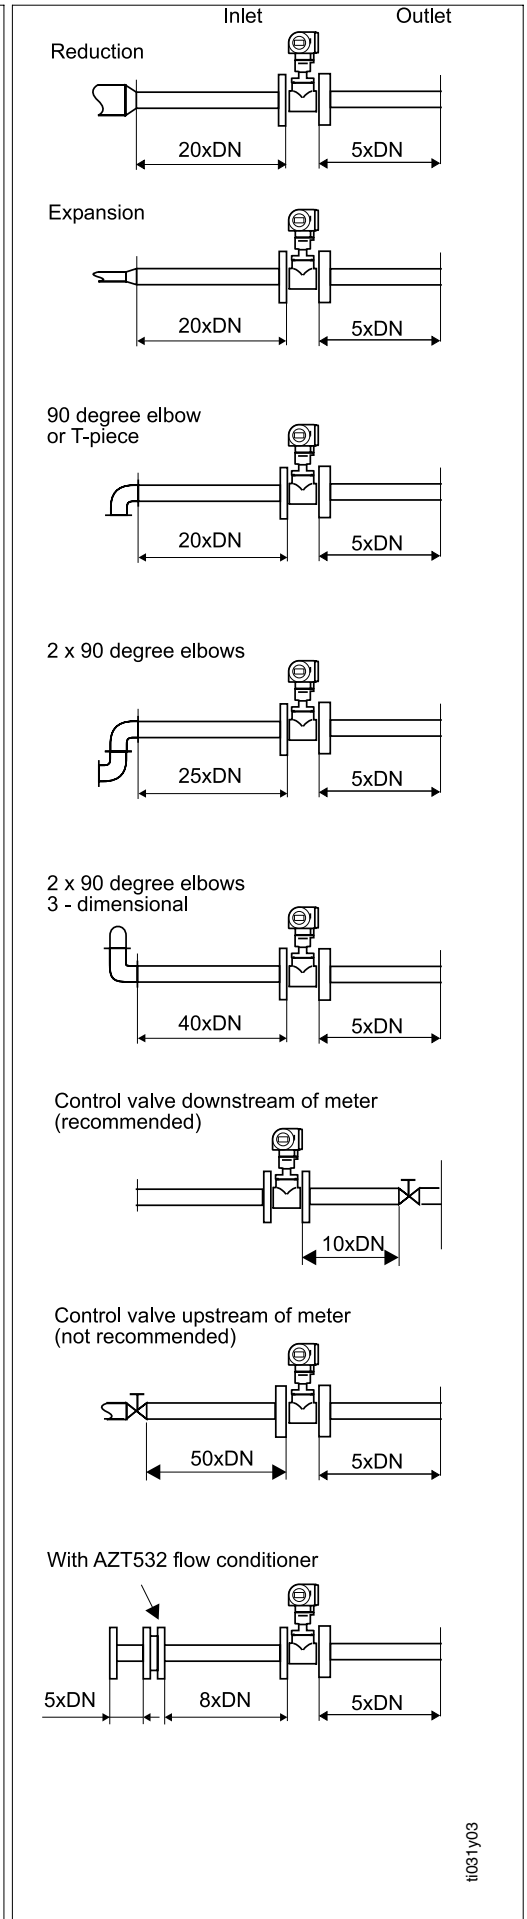 Inlet Outlet
Reduction
20xDN 5xDN
Expansion
20xDN 5xDN
90 degree elbow
or T-piece
20xDN 5xDN
2 x 90 degree elbows
25xDN 5xDN
2 x 90 degree elbows
3 - dimensional
40xDN 5xDN
Control valve downstream of meter
(recommended)
10xDN
Control valve upstream of meter
(not recommended)
50xDN 5xDN
With AZT532 flow conditioner
5xDN 8xDN 5xDN
ti031y03